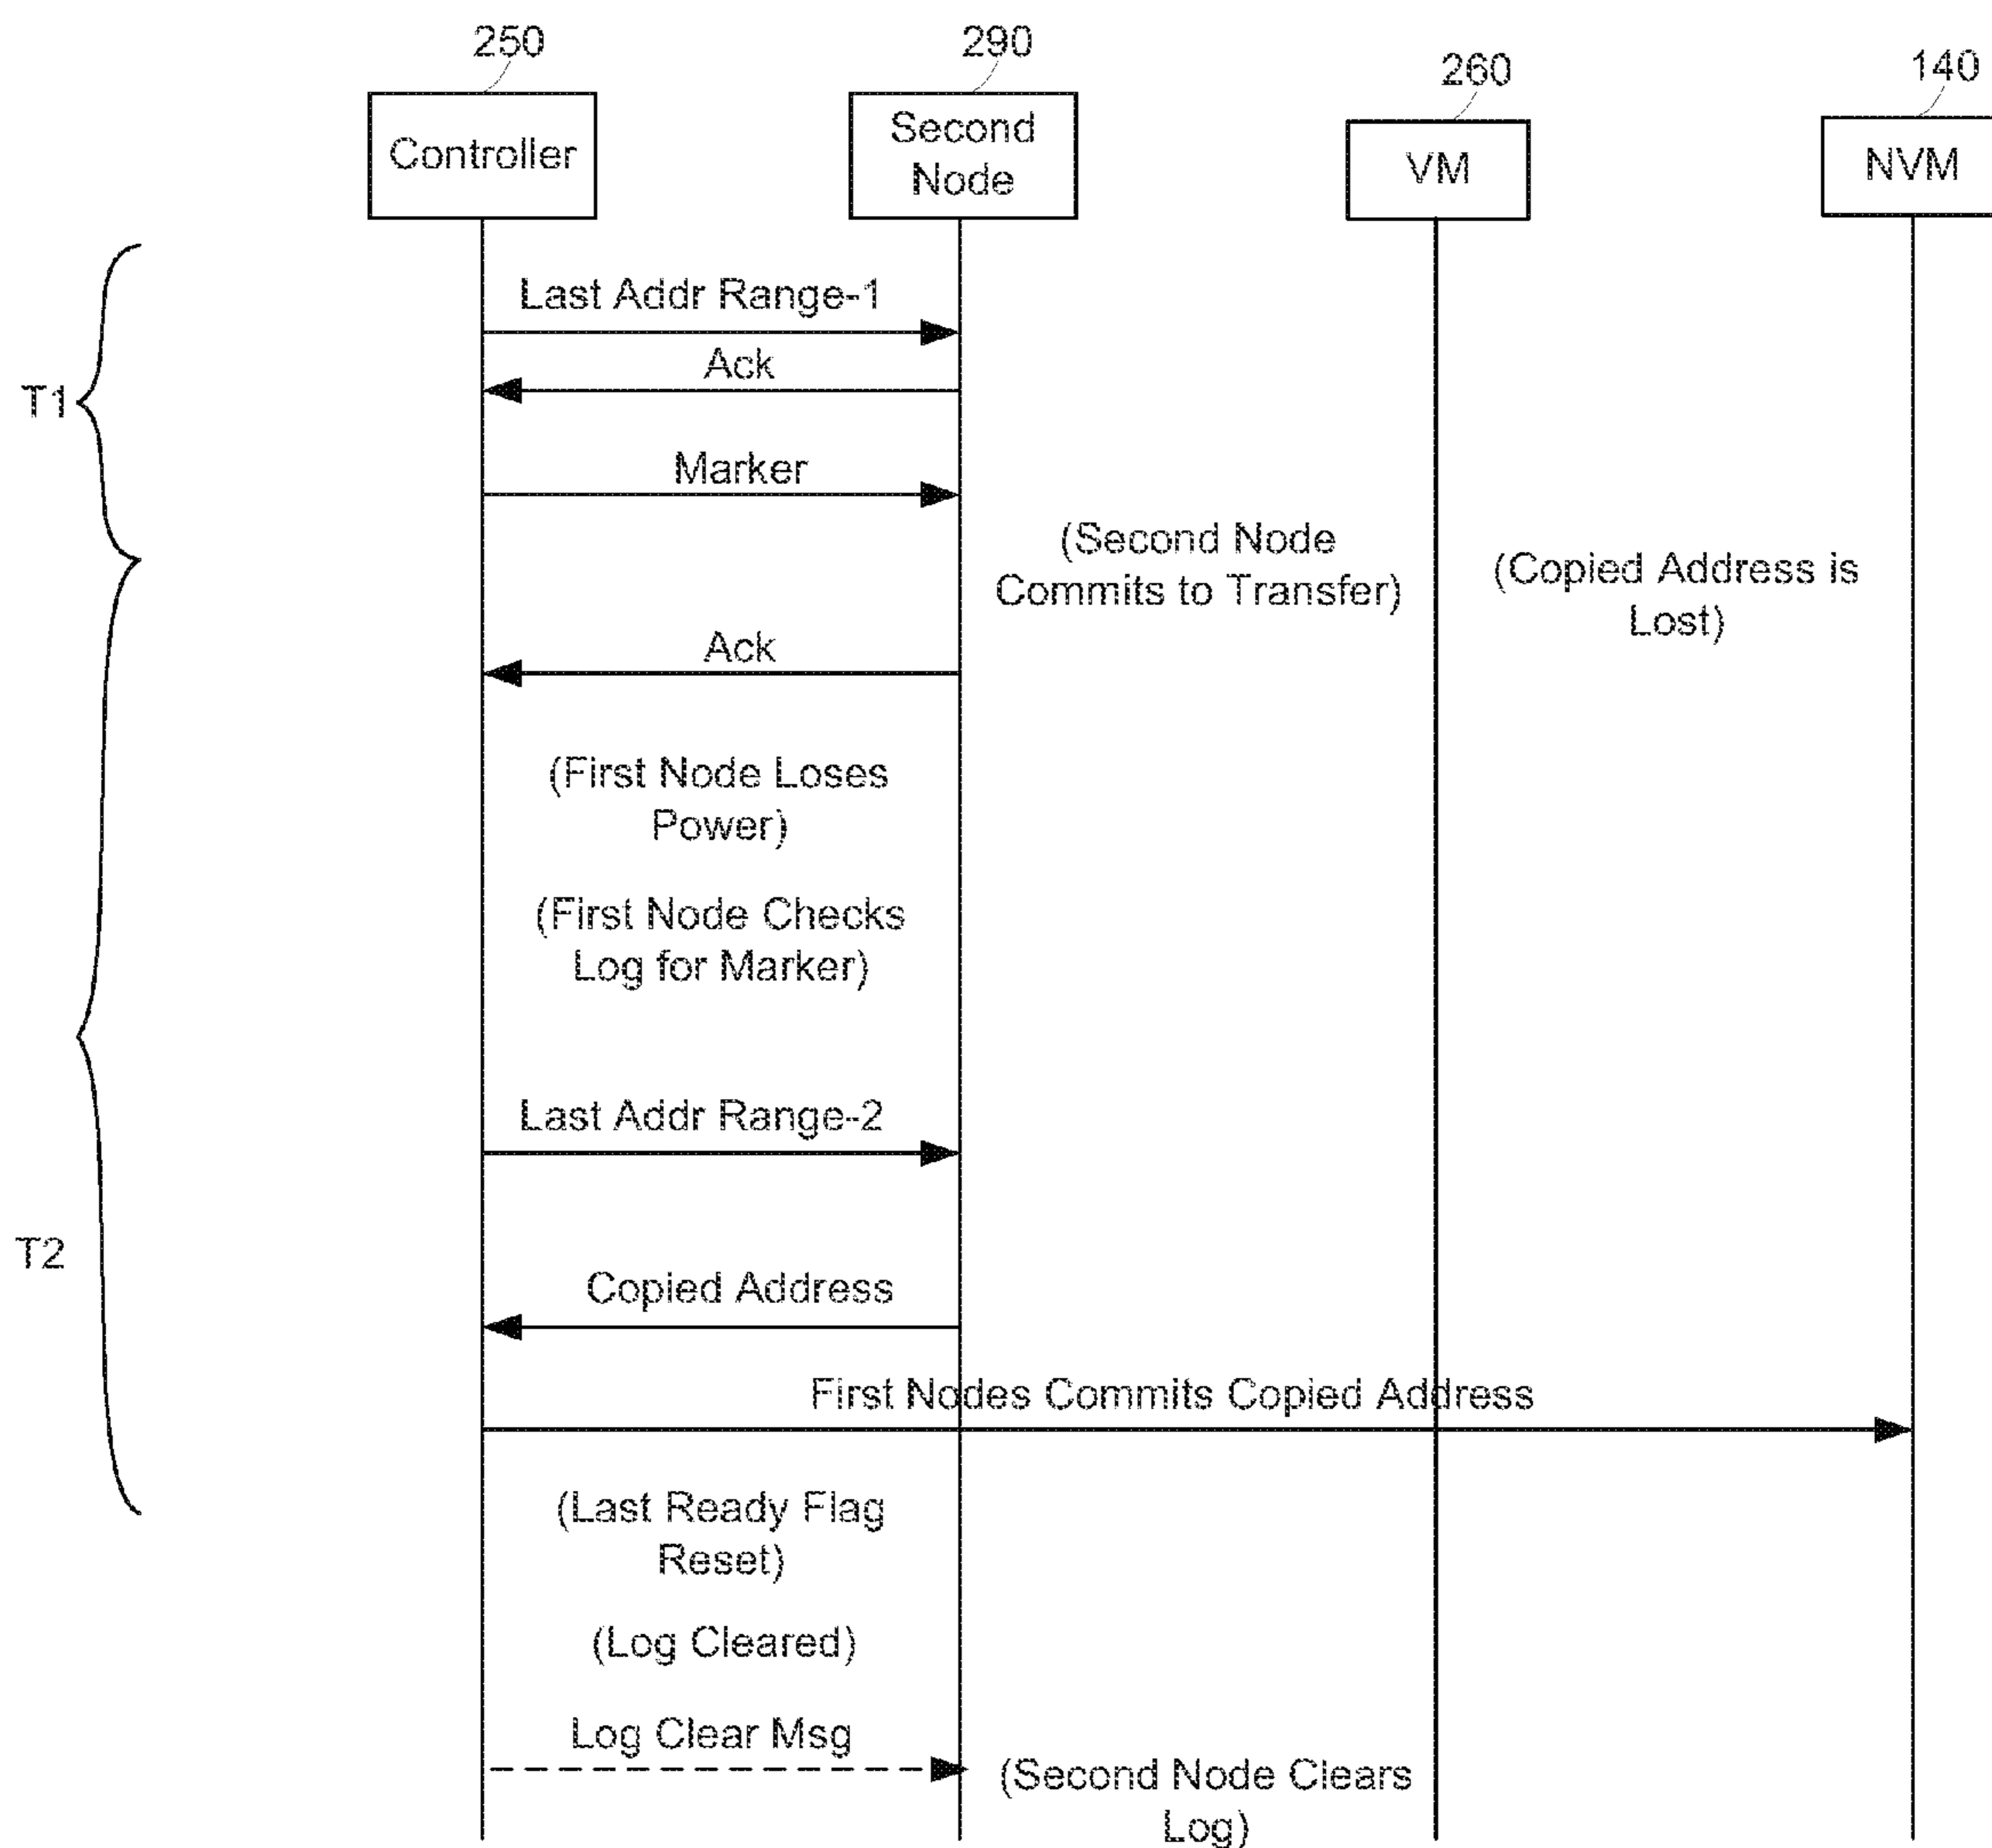 250
290
260
140
Controller
Second
Node
VM
NVM
Last Addr Range-1
Ack
T1
Marker
(Second Node
Commits to Transfer)
(Copied Address is
Lost)
Ack
(First Node Loses
Power)
(First Node Checks
Log for Marker)
Last Addr Range-2
T2
Copied Address
First Nodes Commits Copied Address
(Last Ready Flag
Reset)
(Log Cleared)
Log Clear Msg
(Second Node Clears
Log)